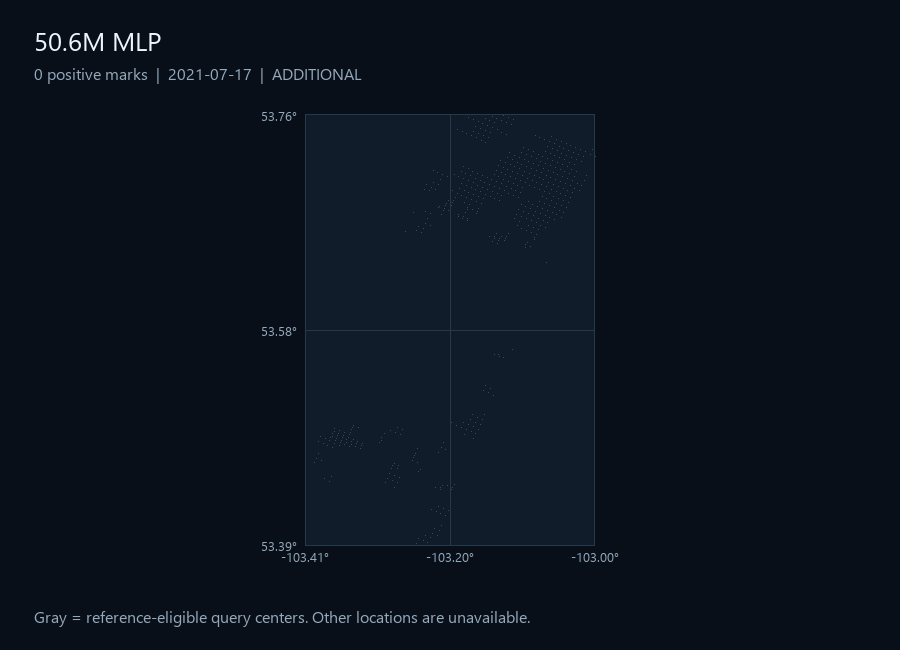 50.6M MLP
0 positive marks | 2021-07-17 | ADDITIONAL
53.76°
53.58°
53.39°
-103.41° -103.20° -103.00°
Gray = reference-eligible query centers. Other locations are unavailable.